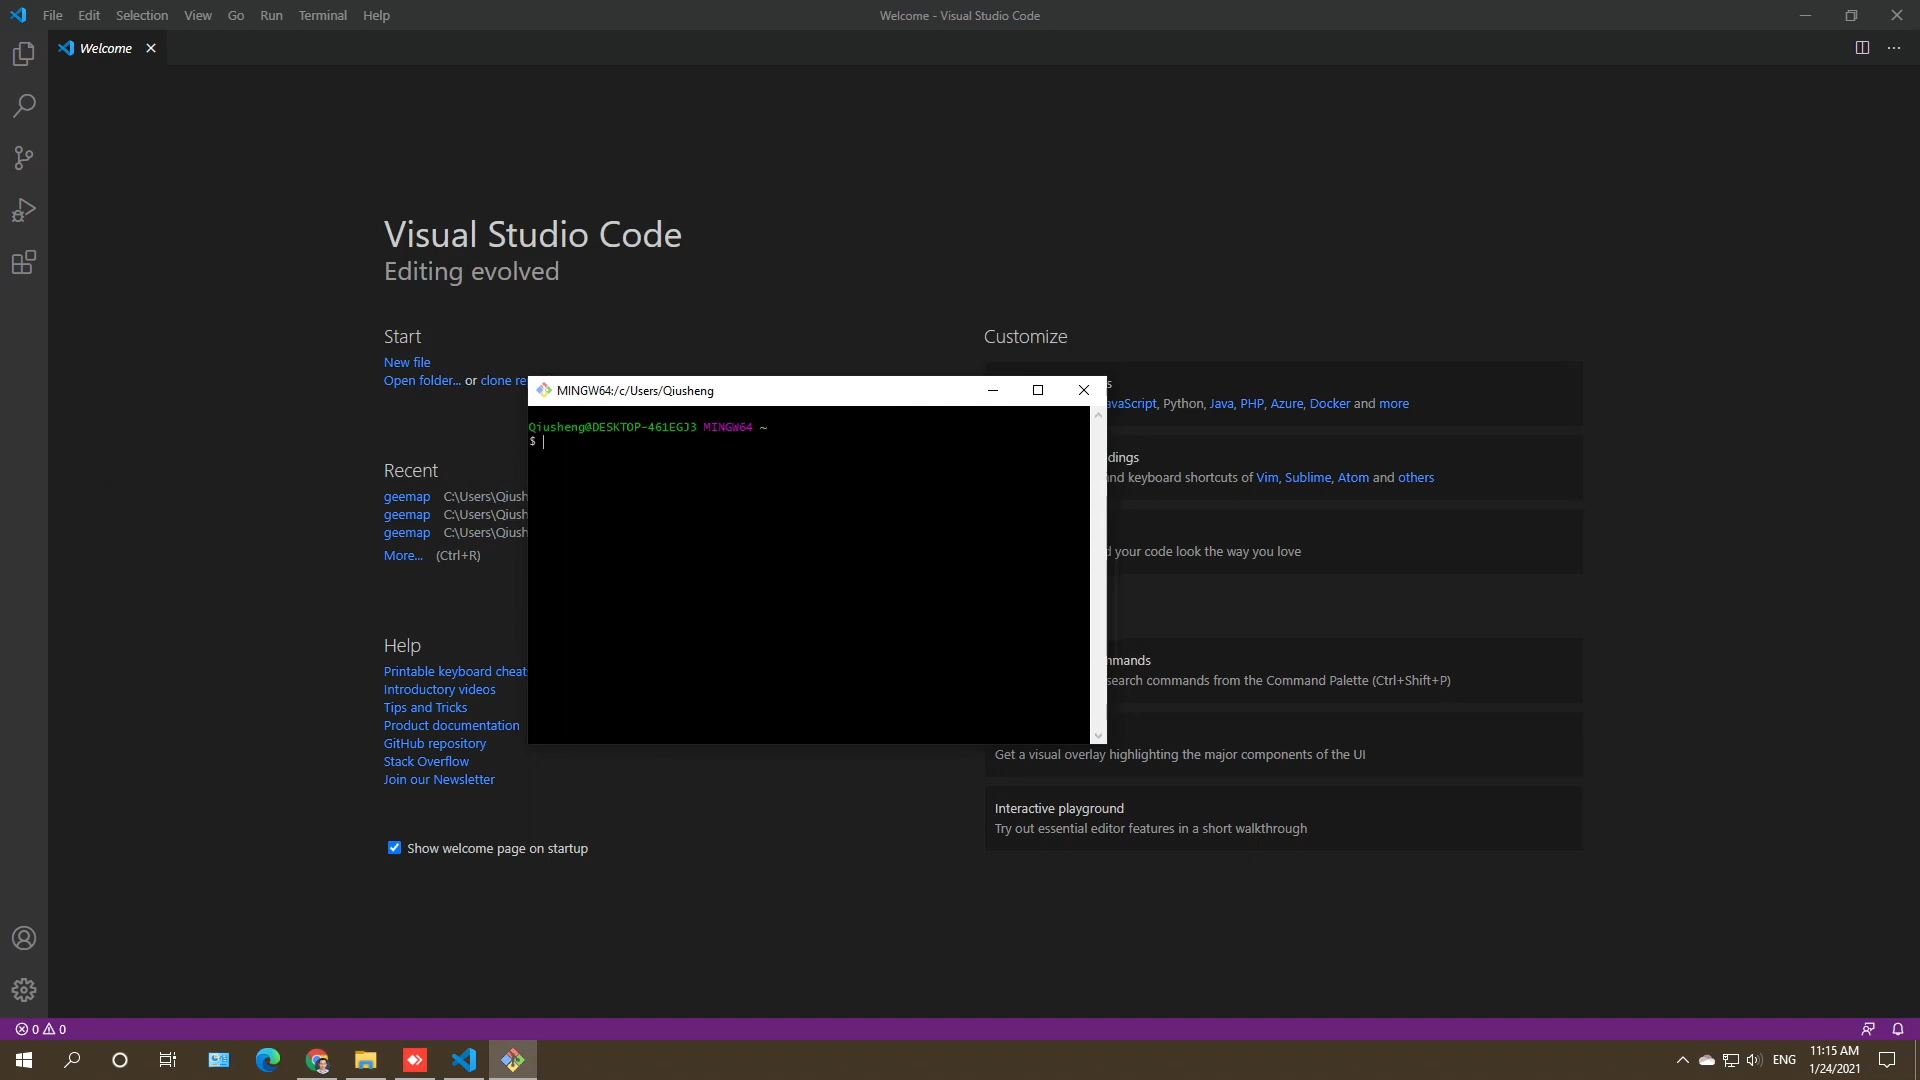 File Edit Selection View Go Run Terminal Help
Welcome - Visual Studio Code
Welcome
Visual Studio Code
Editing evolved
Start
New file
Open folder... or clone re
Recent
geemap C:\Users\Qiush
geemap C:\Users\Qiush
geemap C:\Users\Qiush
More... (Ctrl+R)
Help
Printable keyboard cheat
Introductory videos
Tips and Tricks
Product documentation
GitHub repository
Stack Overflow
Join our Newsletter
Show welcome page on startup
MINGW64:/c/Users/Qiusheng
Qiusheng@DESKTOP-461EGJ3 MINGW64 ~
$
Customize
s
avaScript, Python, Java, PHP, Azure, Docker and more
dings
nd keyboard shortcuts of Vim, Sublime, Atom and others
d your code look the way you love
mmands
search commands from the Command Palette (Ctrl+Shift+P)
Get a visual overlay highlighting the major components of the UI
Interactive playground
Try out essential editor features in a short walkthrough
0 0
ENG
11:15 AM
1/24/2021